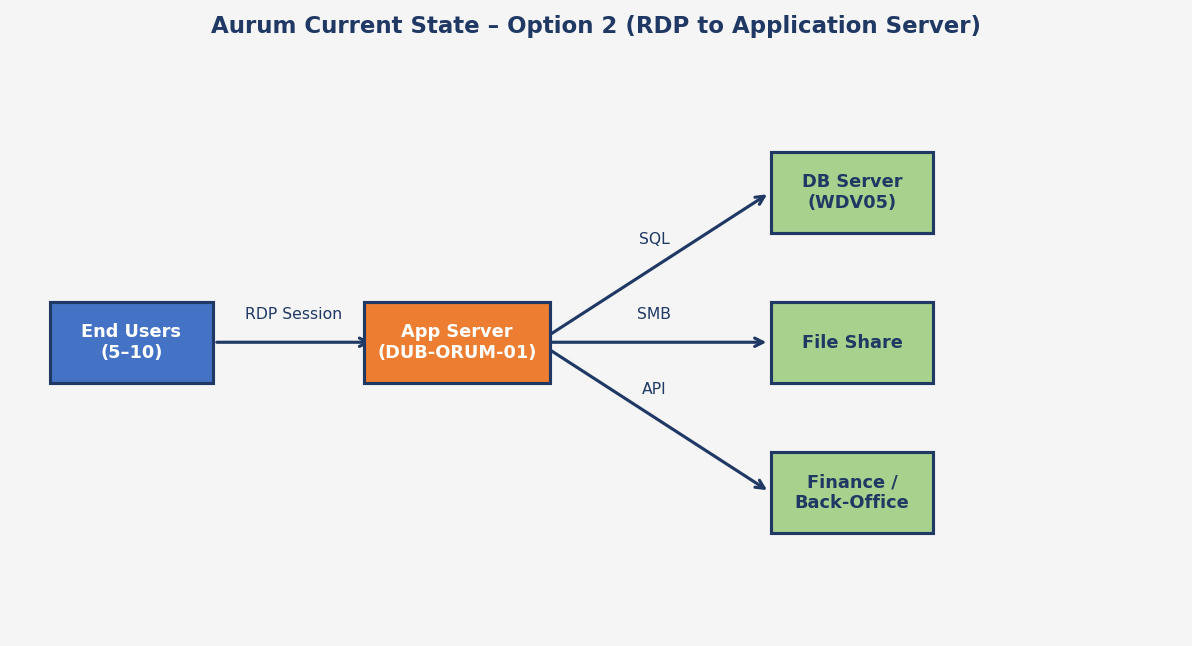 Aurum Current State – Option 2 (RDP to Application Server)
End Users
(5–10)
RDP Session
App Server
(DUB-ORUM-01)
SQL
SMB
API
DB Server
(WDV05)
File Share
Finance /
Back-Office